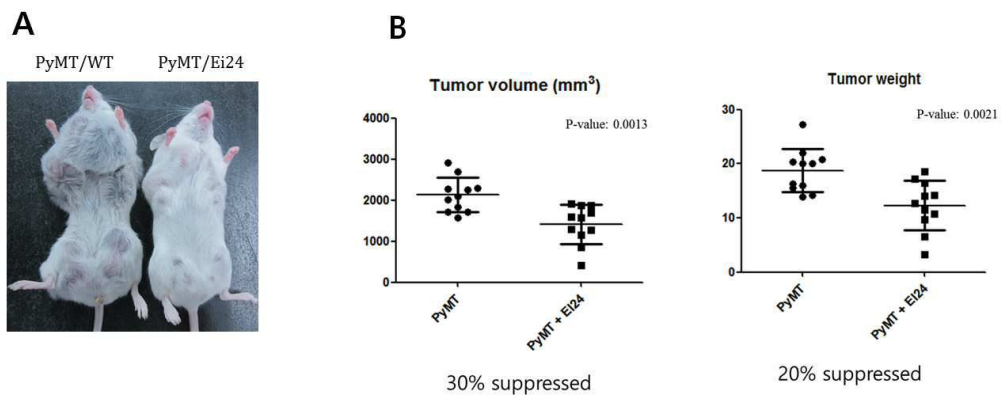 A
PyMT/WT PyMT/Ei24
B
Tumor volume (mm³)
P-value: 0.0013
4000
3000
2000
1000
0
PyMT
PyMT + Ei24
30% suppressed
Tumor weight
P-value: 0.0021
30
20
10
0
PyMT
PyMT + Ei24
20% suppressed